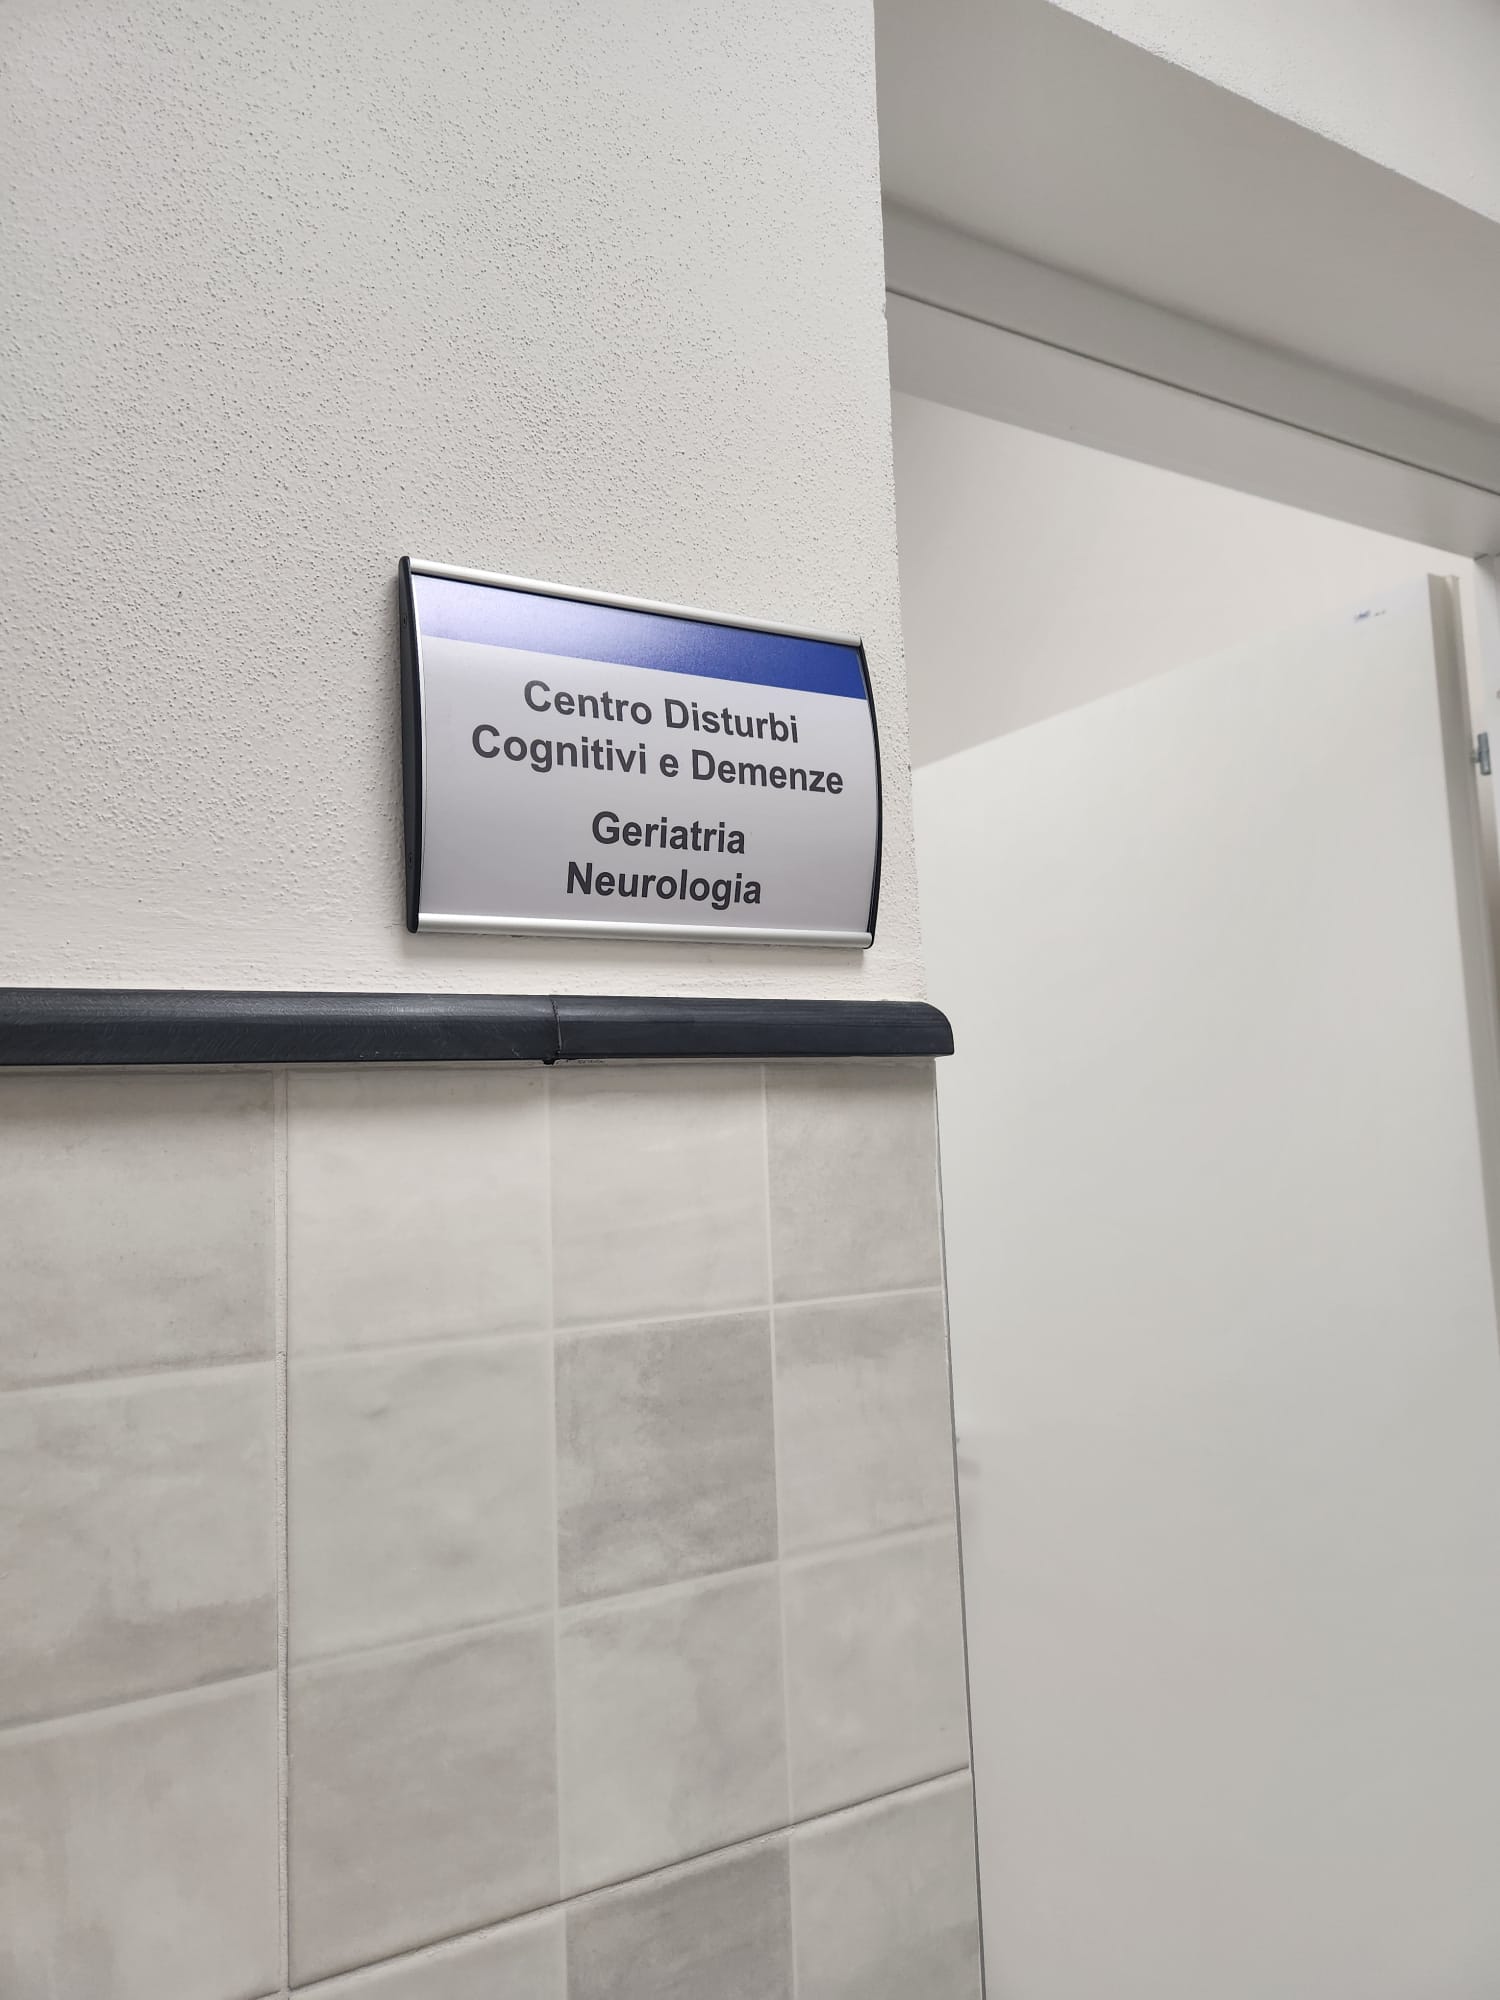 Centro Disturbi
Cognitivi e Demenze
Geriatria
Neurologia